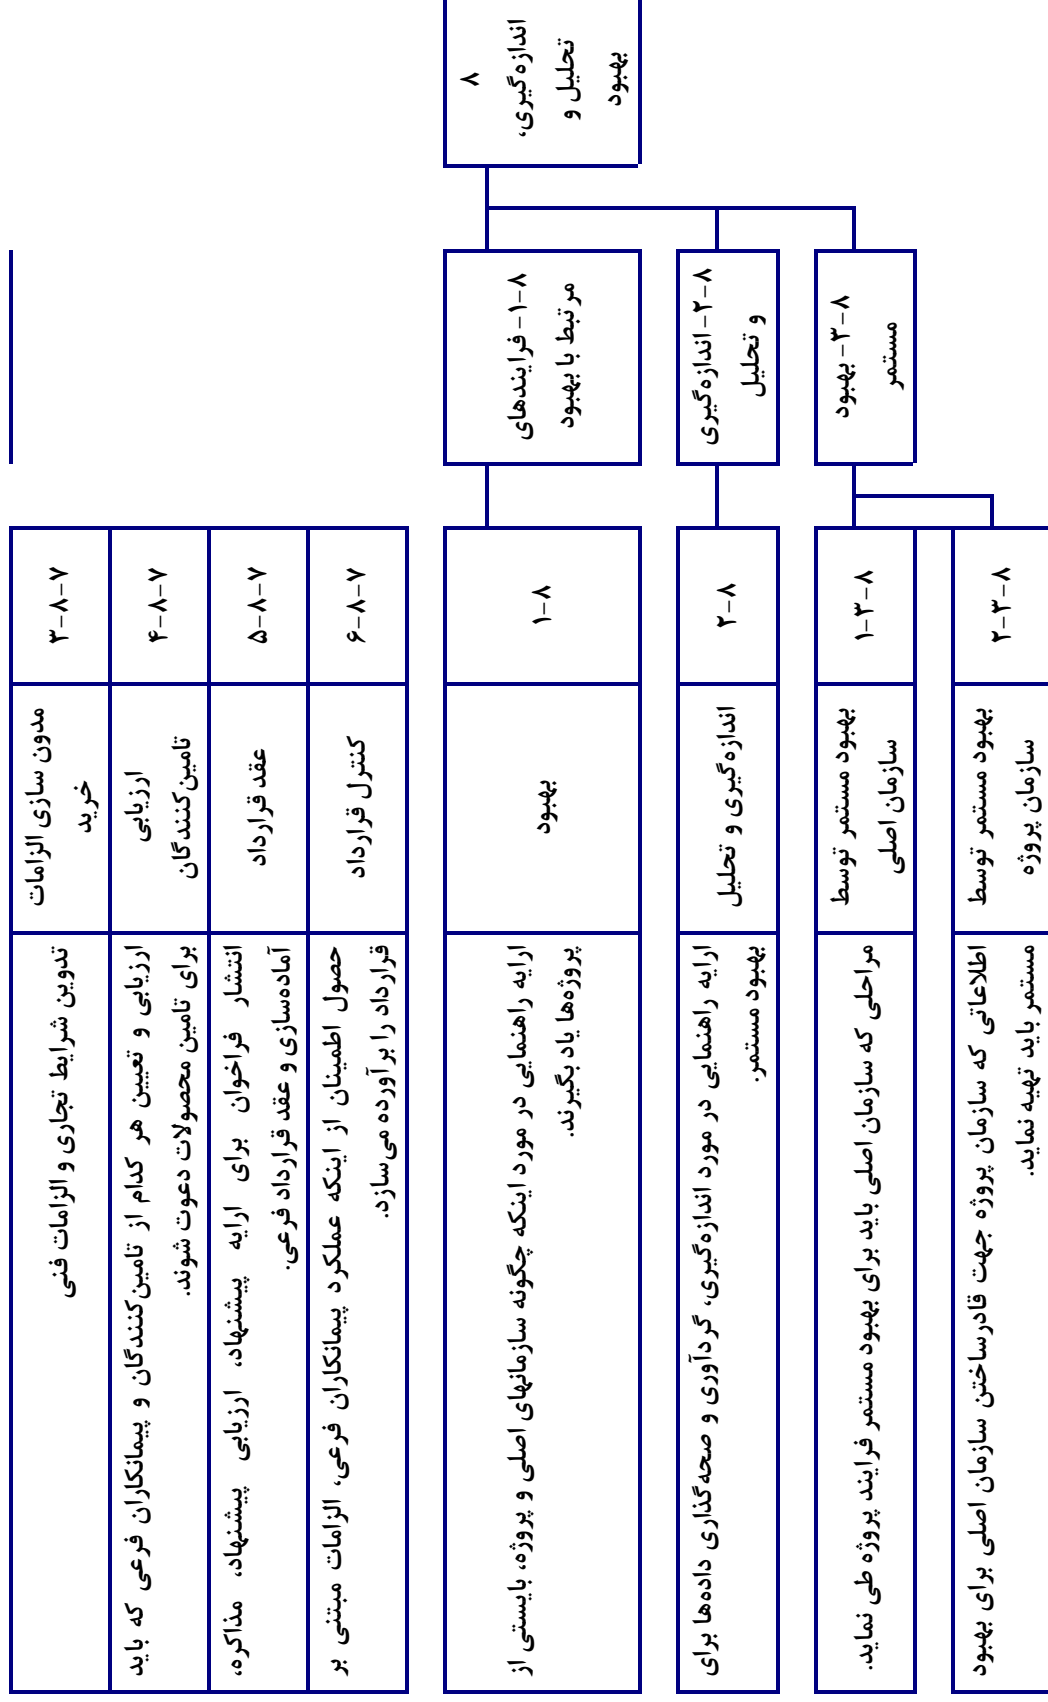 ۸
اندازه‌گیری،
تحلیل و
بهبود
۸-۱- فرایندهای
مرتبط با بهبود
۸-۲- اندازه‌گیری
و تحلیل
۸-۳- بهبود
مستمر
۷-۸-۳
مدون سازی الزامات
خرید
تدوین شرایط تجاری و الزامات فنی
۷-۸-۴
ارزیابی
تامین‌کنندگان
ارزیابی و تعیین هر کدام از تامین‌کنندگان و پیمانکاران فرعی که باید
برای تامین محصولات دعوت شوند.
۷-۸-۵
عقد قرارداد
انتشار فراخوان برای ارایه پیشنهاد، ارزیابی پیشنهاد، مذاکره،
آماده‌سازی و عقد قرارداد فرعی.
۷-۸-۶
کنترل قرارداد
حصول اطمینان از اینکه عملکرد پیمانکاران فرعی، الزامات مبتنی بر
قرارداد را برآورده می‌سازد.
۸-۱
بهبود
ارایه راهنمایی در مورد اینکه چگونه سازمانهای اصلی و پروژه، بایستی از
پروژه‌ها یاد بگیرند.
۸-۲
اندازه‌گیری و تحلیل
ارایه راهنمایی در مورد اندازه‌گیری، گردآوری و صحه‌گذاری داده‌ها برای
بهبود مستمر.
۸-۳-۱
بهبود مستمر توسط
سازمان اصلی
مراحلی که سازمان اصلی باید برای بهبود مستمر فرایند پروژه طی نماید.
۸-۳-۲
بهبود مستمر توسط
سازمان پروژه
اطلاعاتی که سازمان پروژه جهت قادرساختن سازمان اصلی برای بهبود
مستمر باید تهیه نماید.